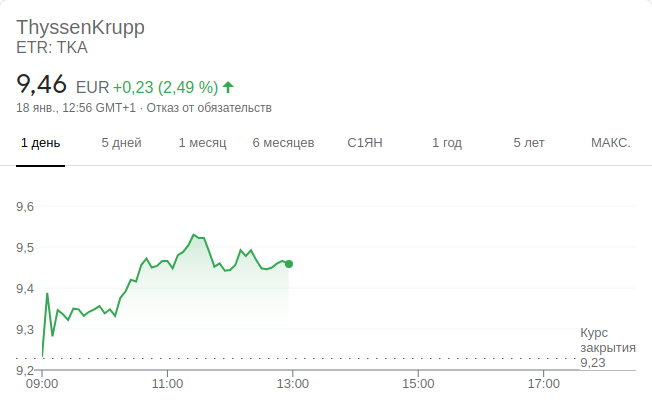 ThyssenKrupp
ETR: TKA
9,46 EUR +0,23 (2,49 %)
18 янв., 12:56 GMT+1 · Отказ от обязательств
1 день 5 дней 1 месяц 6 месяцев С1ЯН 1 год 5 лет МАКС.
9,6
9,5
9,4
9,3
Курс
закрытия
9,23
9,2
09:00 11:00 13:00 15:00 17:00